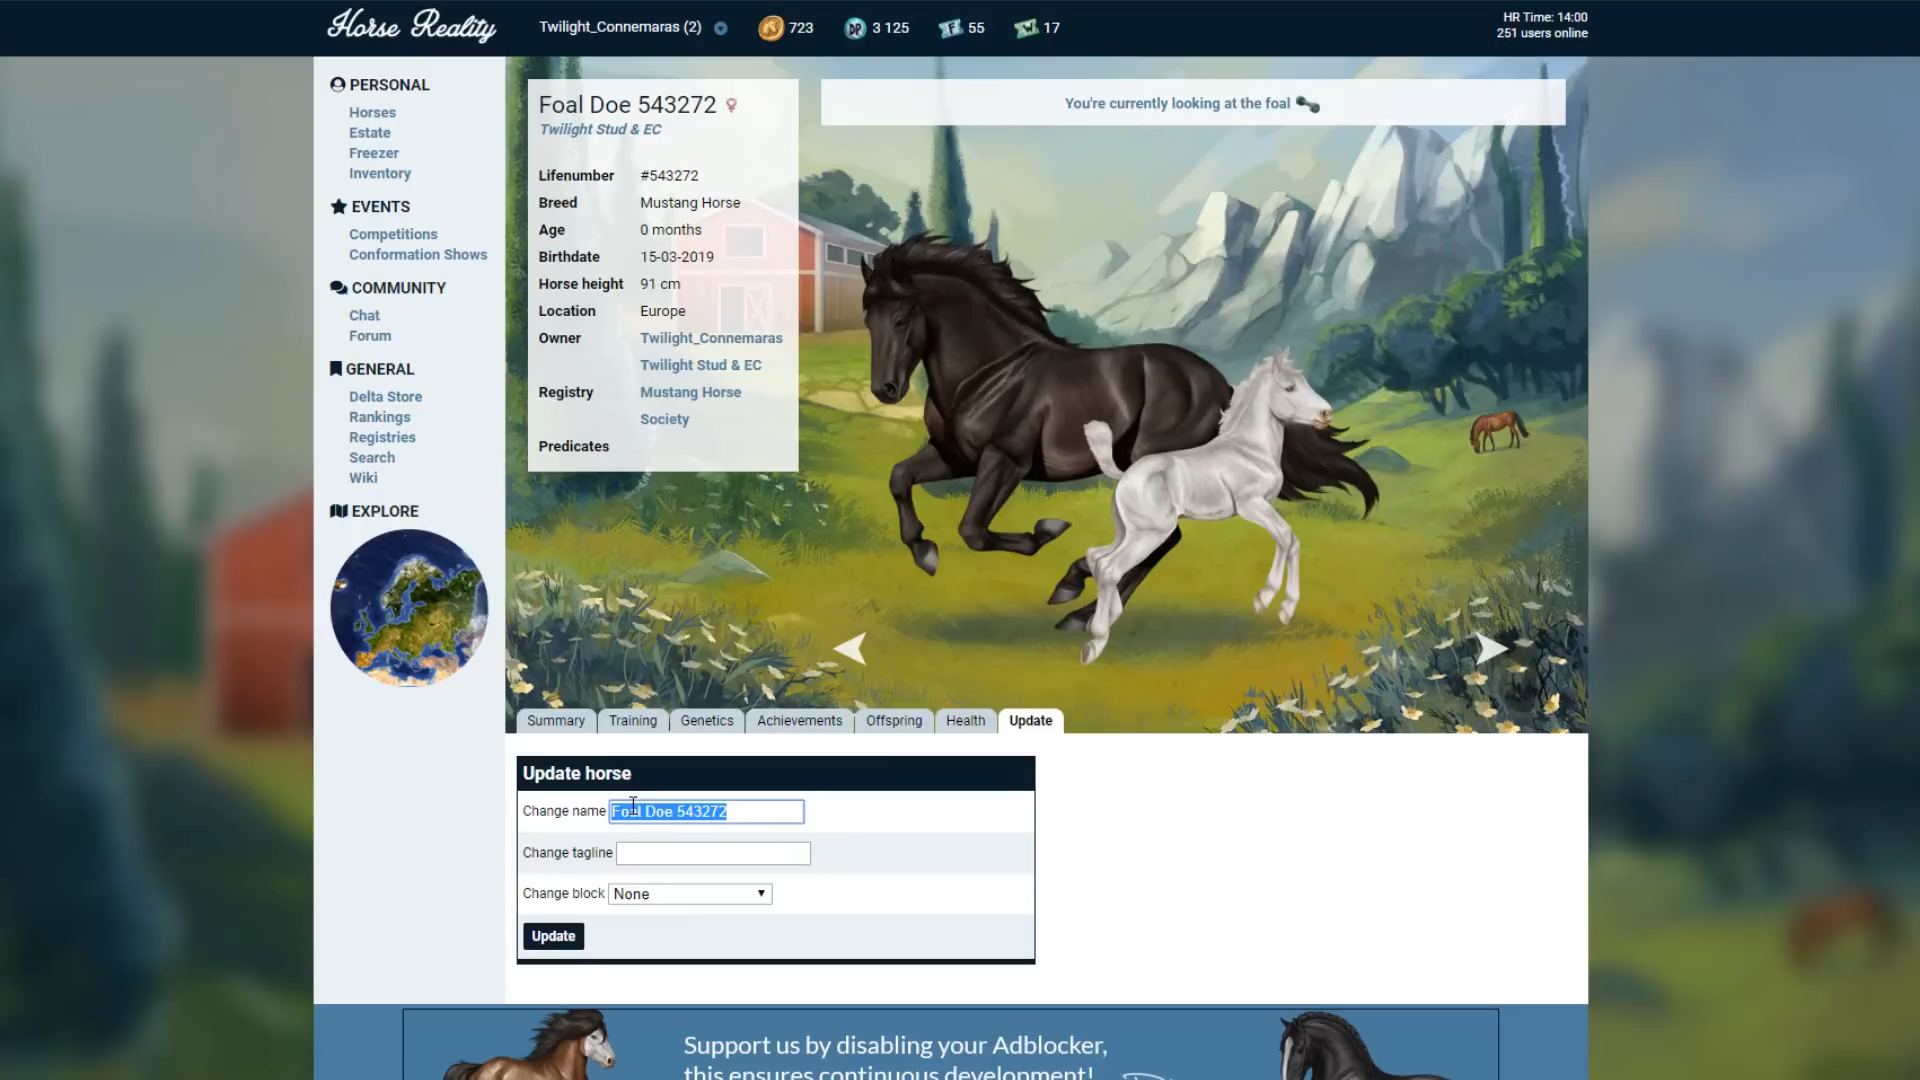 Horse Reality
Twilight_Connemaras (2)
723
DP
3 125
55
17
HR Time: 14:00
251 users online
PERSONAL
Horses
Estate
Freezer
Inventory
EVENTS
Competitions
Conformation Shows
COMMUNITY
Chat
Forum
GENERAL
Delta Store
Rankings
Registries
Search
Wiki
EXPLORE
Foal Doe 543272 ♀
Twilight Stud & EC
Lifenumber #543272
Breed Mustang Horse
Age 0 months
Birthdate 15-03-2019
Horse height 91 cm
Location Europe
Owner Twilight_Connemaras
Twilight Stud & EC
Registry Mustang Horse
Society
Predicates
You're currently looking at the foal
Summary
Training
Genetics
Achievements
Offspring
Health
Update
Update horse
Change name Foal Doe 543272
Change tagline
Change block None
Update
Support us by disabling your Adblocker,
this ensures continuous development!